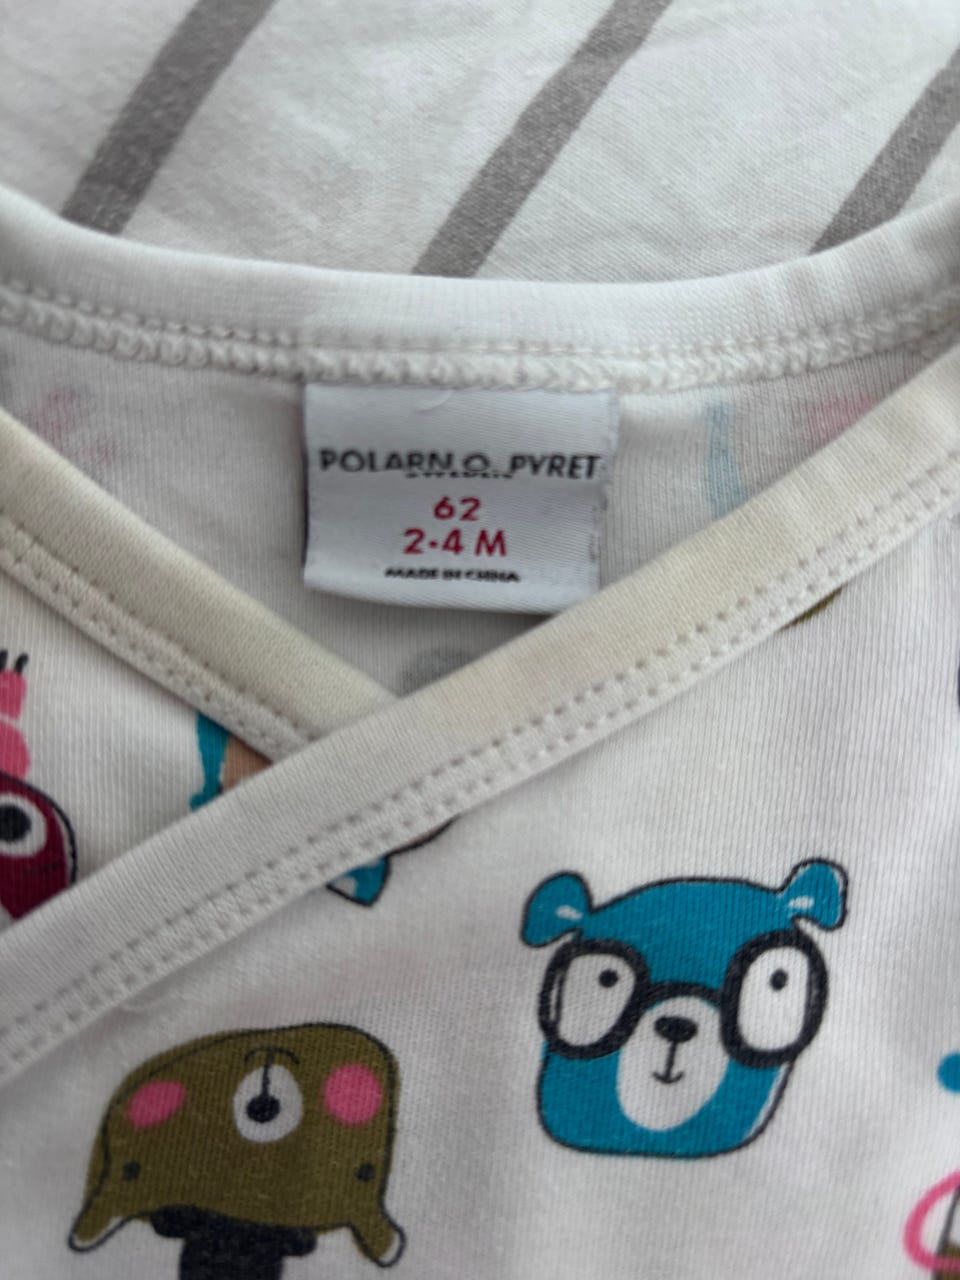 POLARN O. PYRET
62
2-4 M
MADE IN CHINA